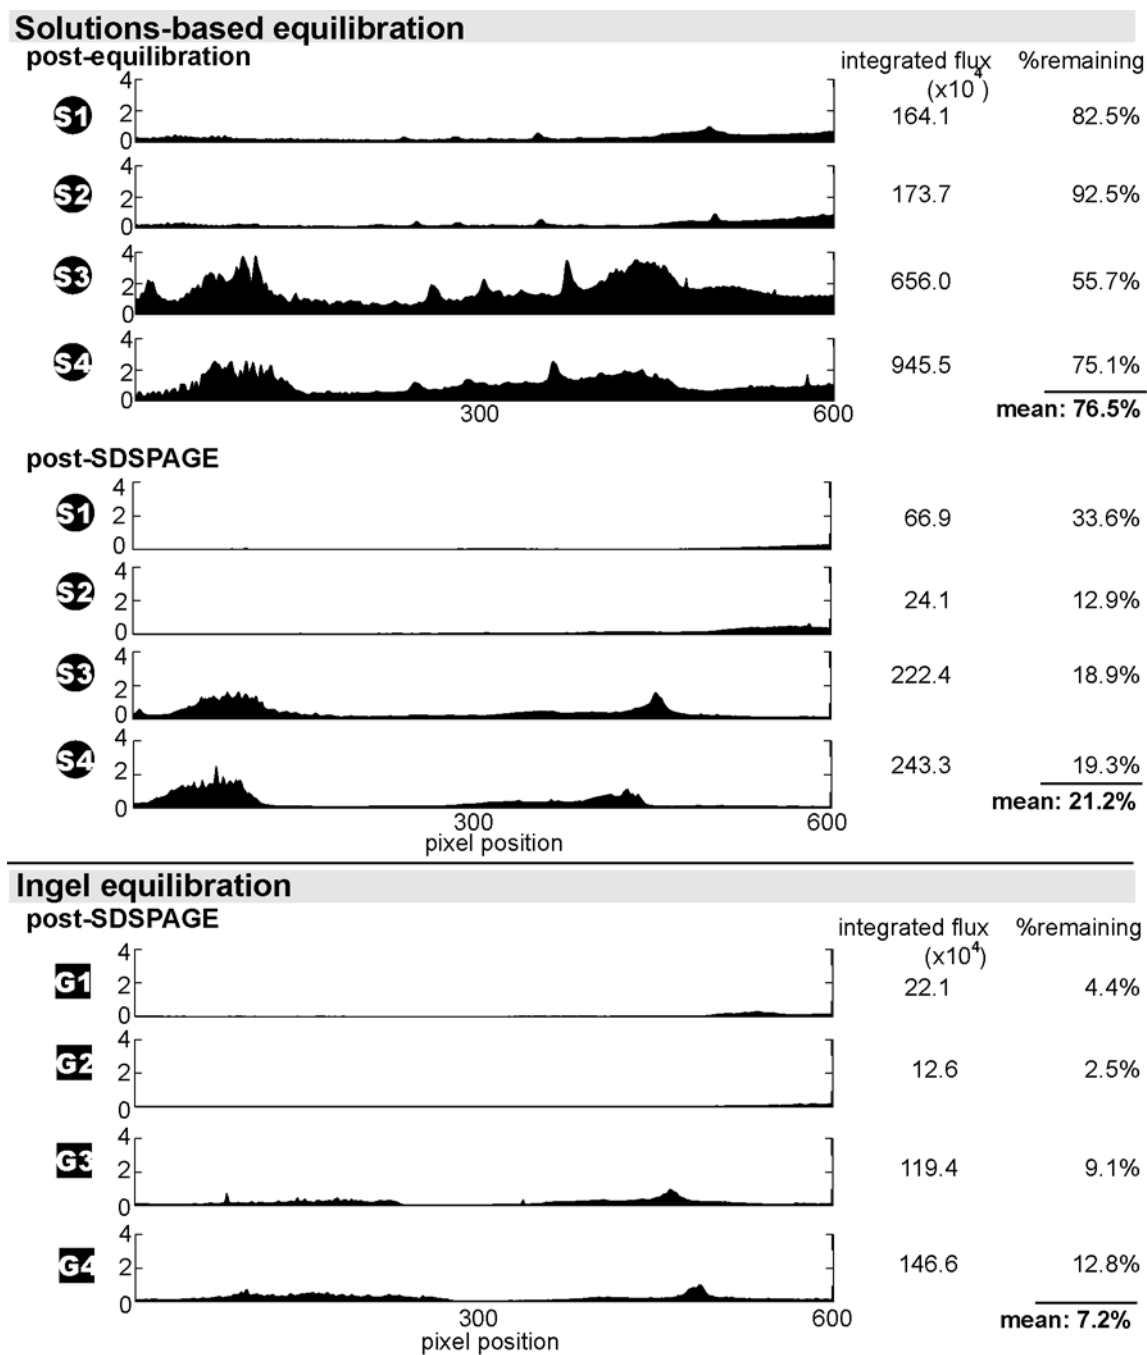 Solutions-based equilibration
post-equilibration
integrated flux (x10^4) %remaining
S1 4 2 0 164.1 82.5%
S2 4 2 0 173.7 92.5%
S3 4 2 0 656.0 55.7%
S4 4 2 0 945.5 75.1%
300 600
mean: 76.5%
post-SDSPAGE
S1 4 2 0 66.9 33.6%
S2 4 2 0 24.1 12.9%
S3 4 2 0 222.4 18.9%
S4 4 2 0 243.3 19.3%
mean: 21.2%
300 600
pixel position
Ingel equilibration
post-SDSPAGE
integrated flux (x10^4) %remaining
G1 4 2 0 22.1 4.4%
G2 4 2 0 12.6 2.5%
G3 4 2 0 119.4 9.1%
G4 4 2 0 146.6 12.8%
300 600
mean: 7.2%
pixel position